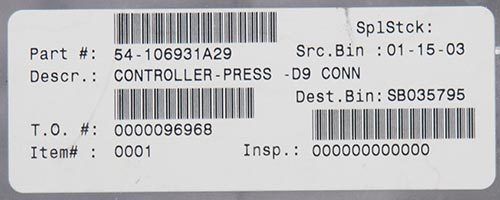 SplStck:
Part #: 54-106931A29 Src.Bin :01-15-03
Descr.: CONTROLLER-PRESS -D9 CONN
Dest.Bin:SB035795
T.O. #: 0000096968
Item# : 0001 Insp.: 000000000000